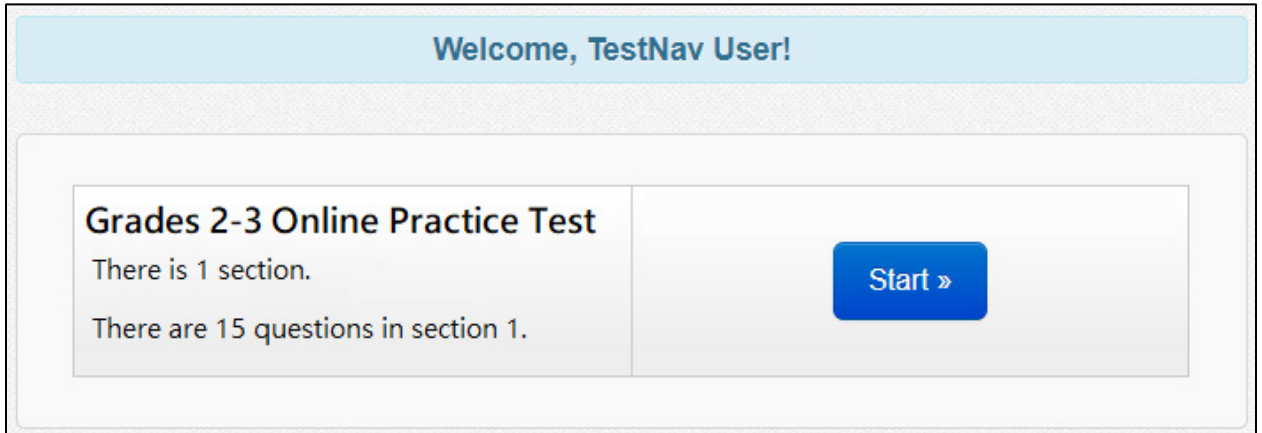 Welcome, TestNav User!
Grades 2-3 Online Practice Test
There is 1 section.
Start »
There are 15 questions in section 1.